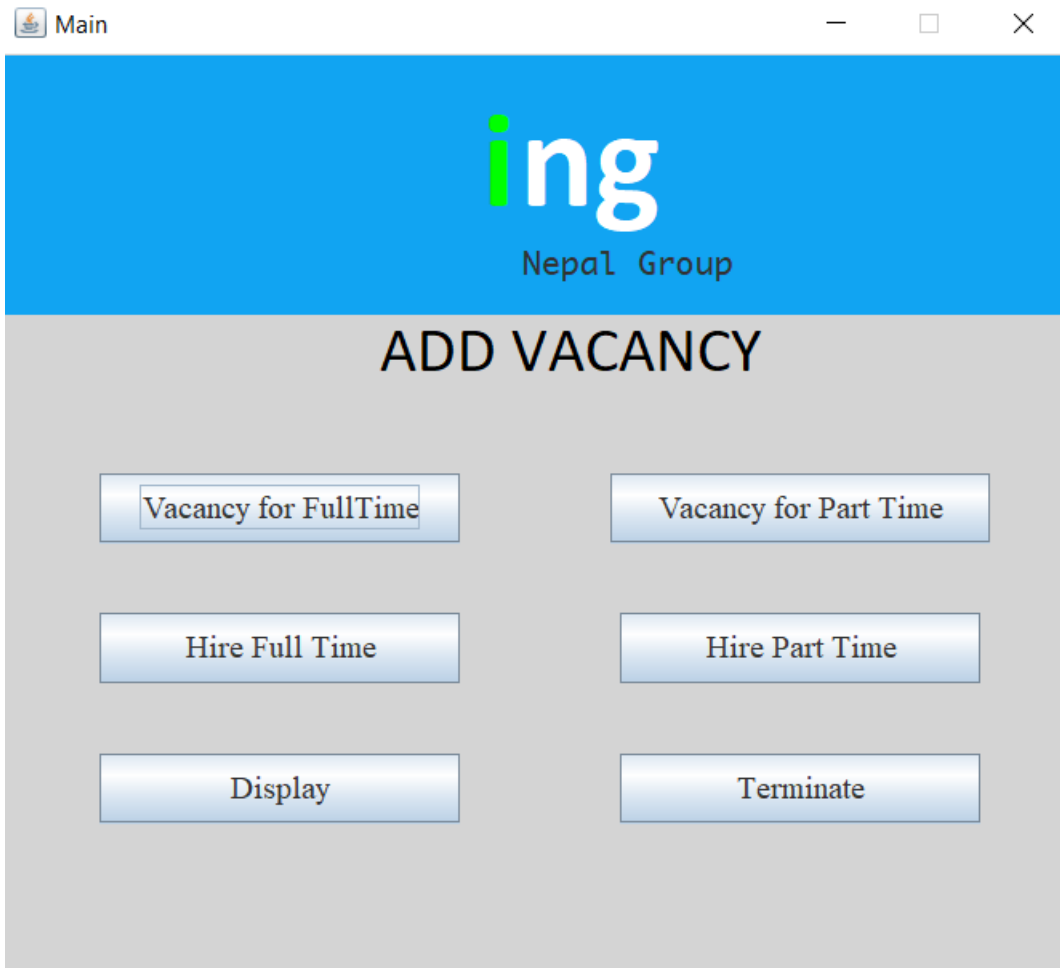 Main
ing
Nepal Group
ADD VACANCY
Vacancy for FullTime
Vacancy for Part Time
Hire Full Time
Hire Part Time
Display
Terminate